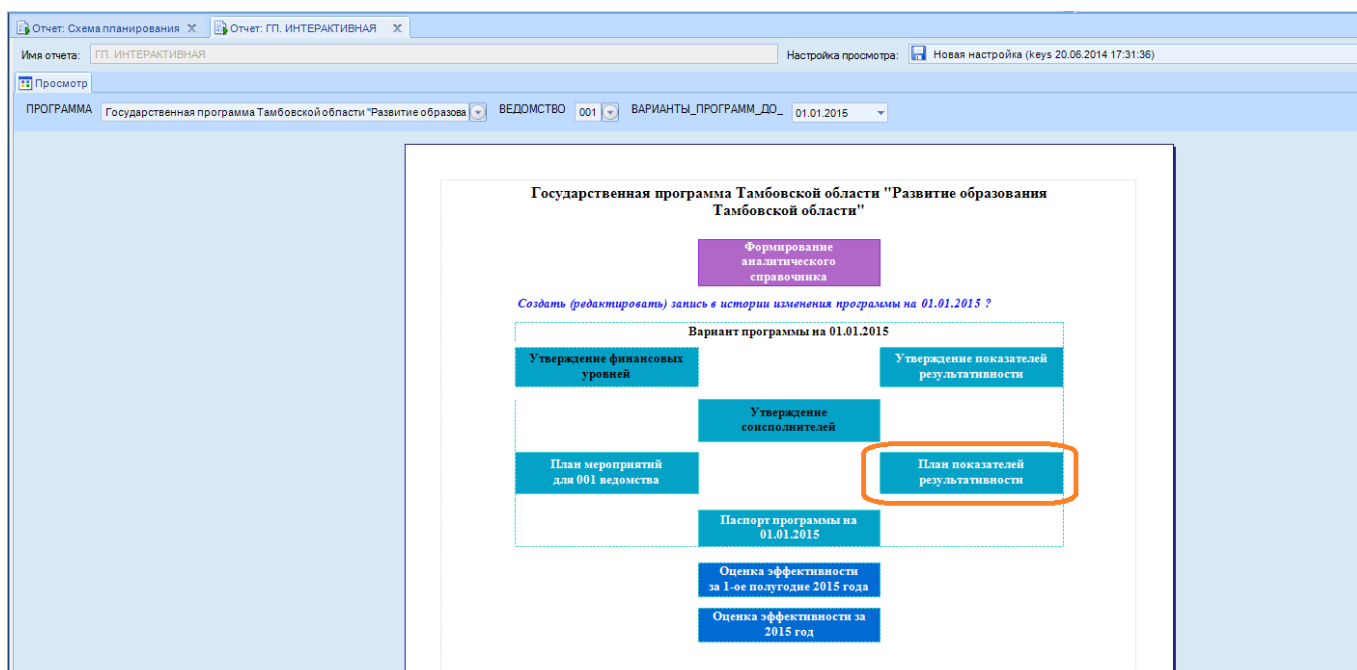 Отчет: Схема планирования X Отчет: ГП. ИНТЕРАКТИВНАЯ X
Имя отчета: ГП. ИНТЕРАКТИВНАЯ Настройка просмотра: Новая настройка (keys 20.06.2014 17:31:36)
Просмотр
ПРОГРАММА Государственная программа Тамбовской области "Развитие образова ВЕДОМСТВО 001 ВАРИАНТЫ_ПРОГРАММ_ДО_ 01.01.2015
Государственная программа Тамбовской области "Развитие образования
Тамбовской области"
Формирование
аналитического
справочника
Создать (редактировать) запись в истории изменения программы на 01.01.2015 ?
Вариант программы на 01.01.2015
Утверждение финансовых
уровней
Утверждение показателей
результативности
Утверждение
соисполнителей
План мероприятий
для 001 ведомства
План показателей
результативности
Паспорт программы на
01.01.2015
Оценка эффективности
за 1-ое полугодие 2015 года
Оценка эффективности за
2015 год